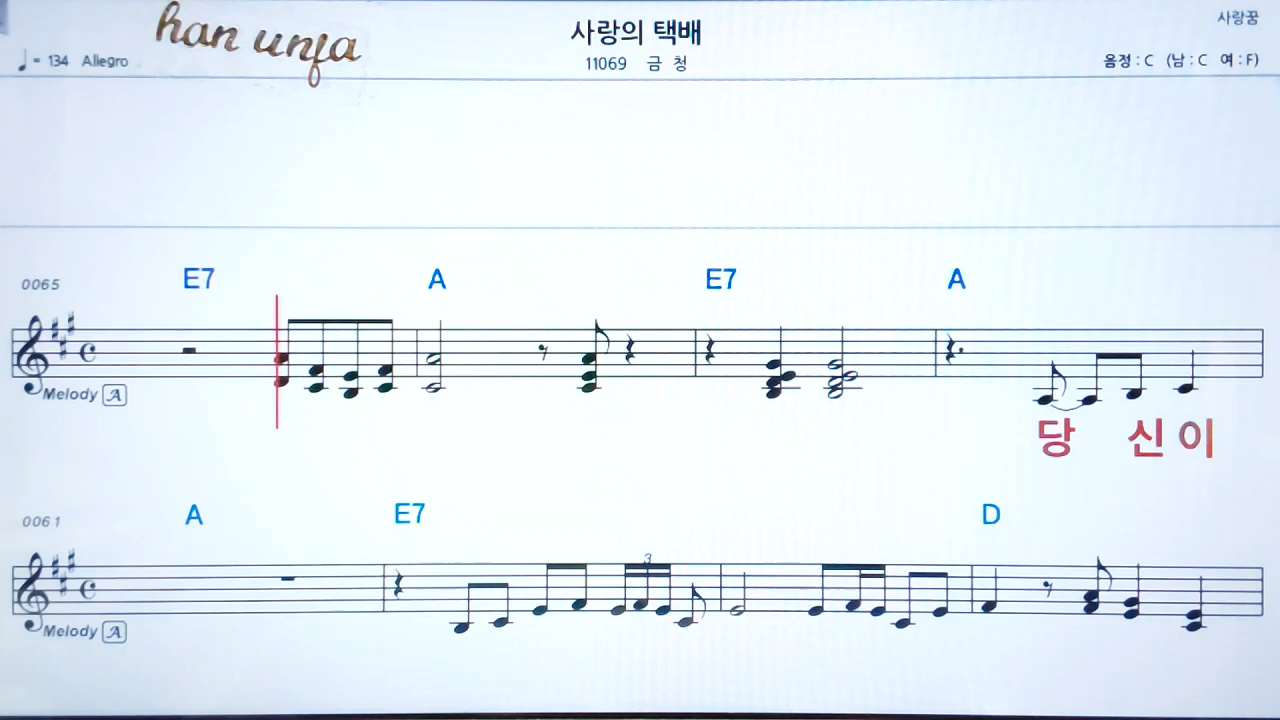 han unfa
사랑의 택배
사랑꿈
♩= 134 Allegro
11069 금 청
음정 : C (남 : C 여 : F)
0065
E7 A E7 A
Melody A
당 신 이
0061
A E7 D
3
Melody A